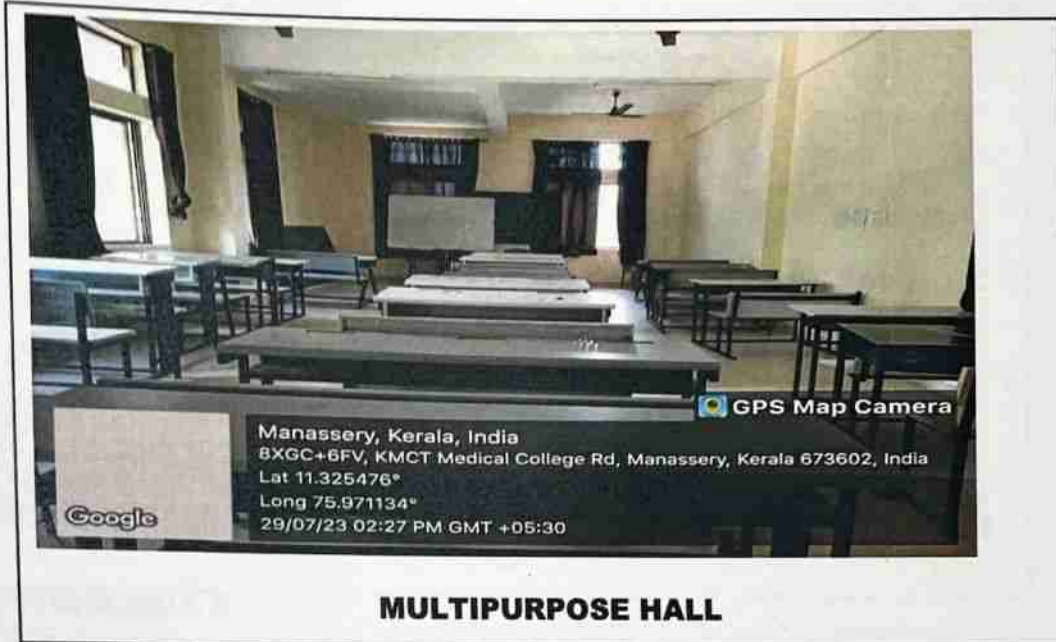 GPS Map Camera
Manassery, Kerala, India
8XGC+6FV, KMCT Medical College Rd, Manassery, Kerala 673602, India
Lat 11.325476°
Long 75.971134°
29/07/23 02:27 PM GMT +05:30
Google
MULTIPURPOSE HALL